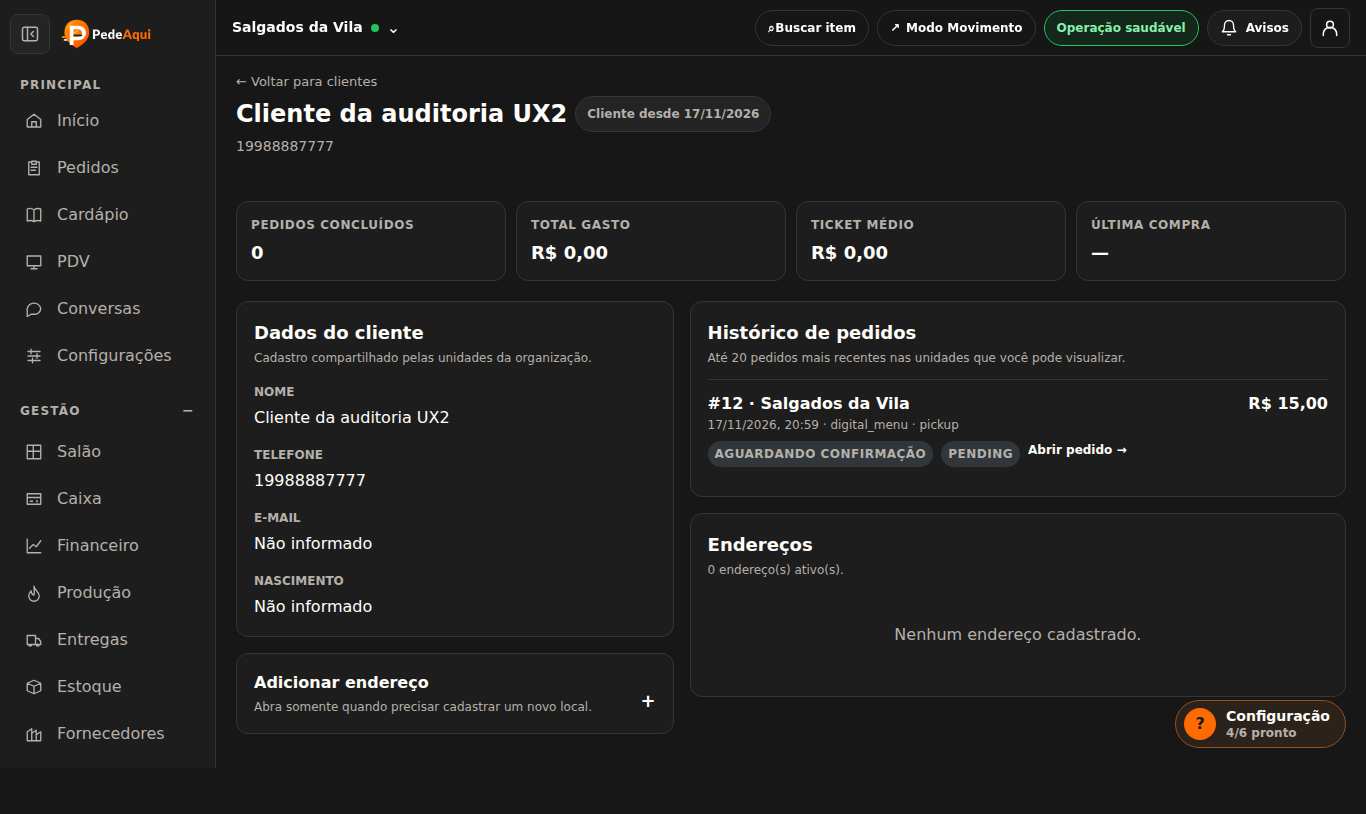 PedeAqui
PRINCIPAL
Início
Pedidos
Cardápio
PDV
Conversas
Configurações
GESTÃO −
Salão
Caixa
Financeiro
Produção
Entregas
Estoque
Fornecedores
Salgados da Vila
Buscar item
↗ Modo Movimento
Operação saudável
Avisos
← Voltar para clientes
Cliente da auditoria UX2
Cliente desde 17/11/2026
19988887777
PEDIDOS CONCLUÍDOS
0
TOTAL GASTO
R$ 0,00
TICKET MÉDIO
R$ 0,00
ÚLTIMA COMPRA
—
Dados do cliente
Cadastro compartilhado pelas unidades da organização.
NOME
Cliente da auditoria UX2
TELEFONE
19988887777
E-MAIL
Não informado
NASCIMENTO
Não informado
Adicionar endereço
Abra somente quando precisar cadastrar um novo local.
+
Histórico de pedidos
Até 20 pedidos mais recentes nas unidades que você pode visualizar.
#12 · Salgados da Vila R$ 15,00
17/11/2026, 20:59 · digital_menu · pickup
AGUARDANDO CONFIRMAÇÃO PENDING Abrir pedido →
Endereços
0 endereço(s) ativo(s).
Nenhum endereço cadastrado.
?
Configuração
4/6 pronto